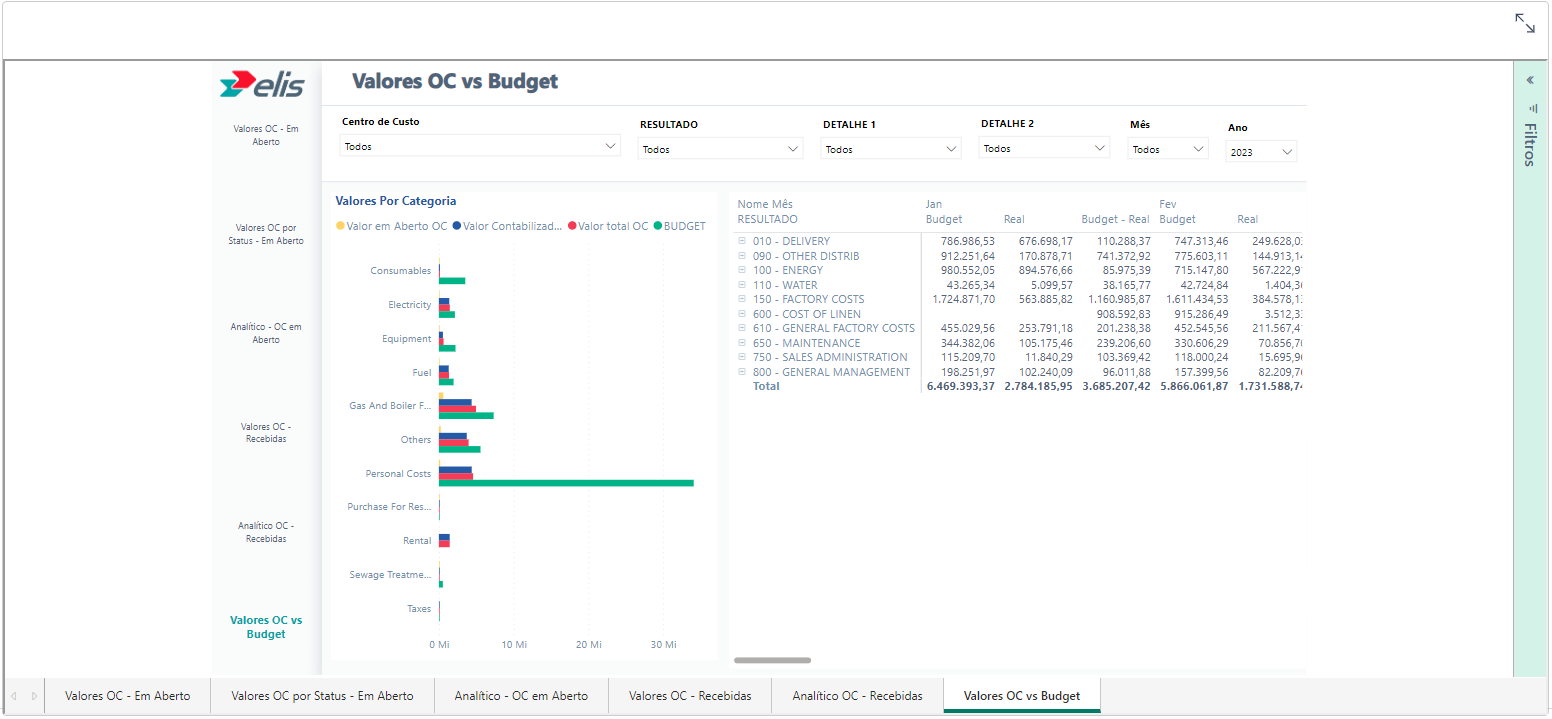 elis
Valores OC vs Budget
Filtros
Valores OC - Em
Aberto
Valores OC por
Status - Em Aberto
Analítico - OC em
Aberto
Valores OC -
Recebidas
Analítico OC -
Recebidas
Valores OC vs
Budget
Centro de Custo
Todos
RESULTADO
Todos
DETALHE 1
Todos
DETALHE 2
Todos
Mês
Todos
Ano
2023
Valores Por Categoria
Valor em Aberto OC Valor Contabilizad... Valor total OC BUDGET
Consumables
Electricity
Equipment
Fuel
Gas And Boiler F...
Others
Personal Costs
Purchase For Res...
Rental
Sewage Treatme...
Taxes
0 Mi 10 Mi 20 Mi 30 Mi
Nome Mês Jan Fev
RESULTADO Budget Real Budget - Real Budget Real
010 - DELIVERY 786.986,53 676.698,17 110.288,37 747.313,46 249.628,0
090 - OTHER DISTRIB 912.251,64 170.878,71 741.372,92 775.603,11 144.913,1
100 - ENERGY 980.552,05 894.576,66 85.975,39 715.147,80 567.222,9
110 - WATER 43.265,34 5.099,57 38.165,77 42.724,84 1.404,3
150 - FACTORY COSTS 1.724.871,70 563.885,82 1.160.985,87 1.611.434,53 384.578,1
600 - COST OF LINEN 908.592,83 915.286,49 3.512,3
610 - GENERAL FACTORY COSTS 455.029,56 253.791,18 201.238,38 452.545,56 211.567,4
650 - MAINTENANCE 344.382,06 105.175,46 239.206,60 330.606,29 70.856,7
750 - SALES ADMINISTRATION 115.209,70 11.840,29 103.369,42 118.000,24 15.695,9
800 - GENERAL MANAGEMENT 198.251,97 102.240,09 96.011,88 157.399,56 82.209,7
Total 6.469.393,37 2.784.185,95 3.685.207,42 5.866.061,87 1.731.588,74
Valores OC - Em Aberto
Valores OC por Status - Em Aberto
Analítico - OC em Aberto
Valores OC - Recebidas
Analítico OC - Recebidas
Valores OC vs Budget